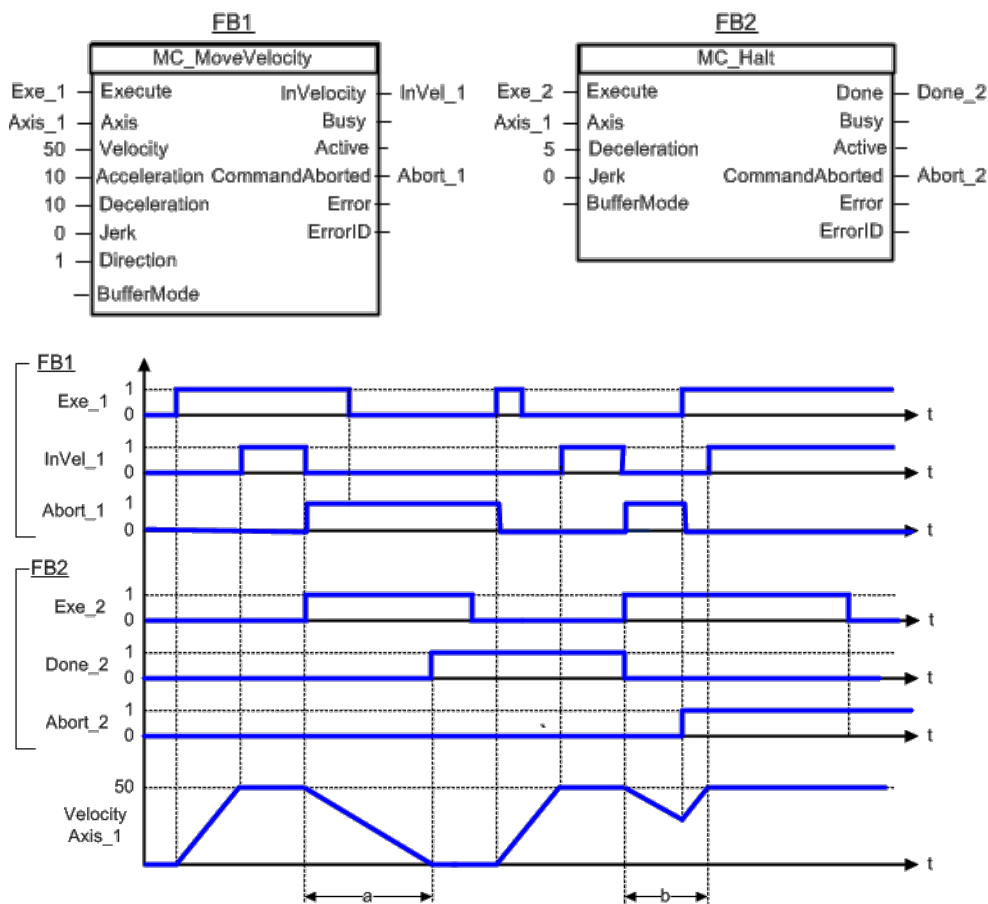 FB1
MC_MoveVelocity
Exe_1 Execute InVelocity InVel_1
Axis_1 Axis Busy
50 Velocity Active
10 Acceleration CommandAborted Abort_1
10 Deceleration Error
0 Jerk ErrorID
1 Direction
BufferMode
FB2
MC_Halt
Exe_2 Execute Done Done_2
Axis_1 Axis Busy
5 Deceleration Active
0 Jerk CommandAborted Abort_2
BufferMode Error
ErrorID
FB1
Exe_1 1 0 t
InVel_1 1 0 t
Abort_1 1 0 t
FB2
Exe_2 1 0 t
Done_2 1 0 t
Abort_2 1 0 t
50
Velocity
Axis_1
t
a b